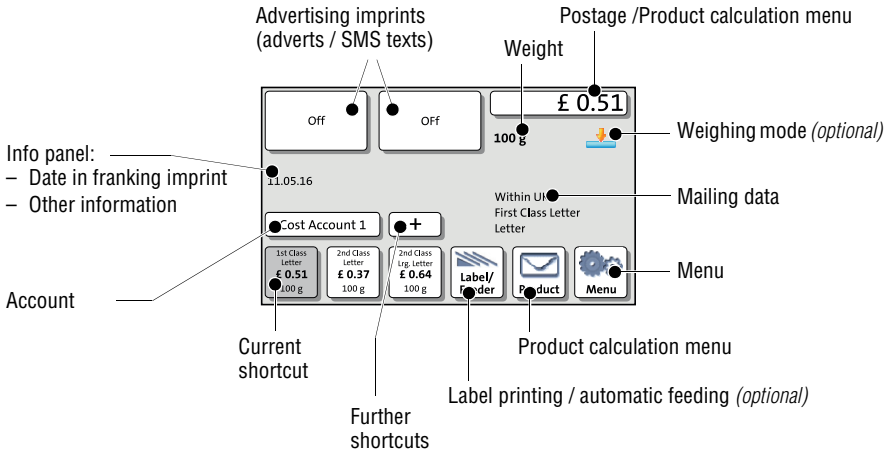 Advertising imprints
(adverts / SMS texts)
Postage /Product calculation menu
Weight
Off
Off
£ 0.51
100 g
Weighing mode (optional)
Info panel:
– Date in franking imprint
– Other information
11.05.16
Within UK
First Class Letter
Letter
Mailing data
Cost Account 1
+
1st Class
Letter
£ 0.51
100 g
2nd Class
Letter
£ 0.37
100 g
2nd Class
Lrg. Letter
£ 0.64
100 g
Label/
Feeder
Product
Menu
Menu
Account
Current
shortcut
Product calculation menu
Label printing / automatic feeding (optional)
Further
shortcuts